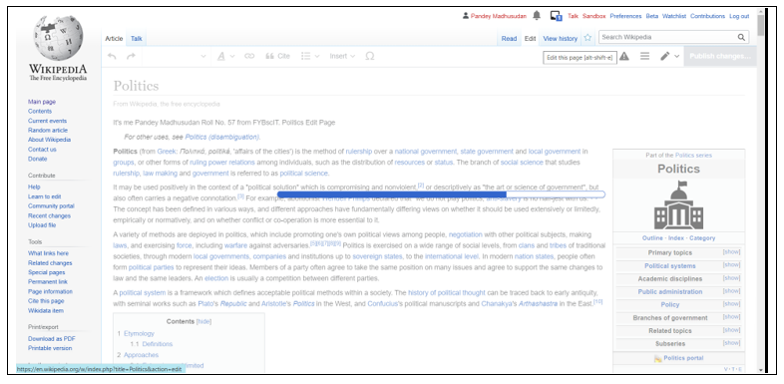 Pandey Madhusudan Talk Sandbox Preferences Beta Watchlist Contributions Log out
Article Talk Read Edit View history Search Wikipedia
A Cite Insert Ω Edit this page [alt-shift-e] Publish changes...
WIKIPEDIA
The Free Encyclopedia
Main page
Contents
Current events
Random article
About Wikipedia
Contact us
Donate
Contribute
Help
Learn to edit
Community portal
Recent changes
Upload file
Tools
What links here
Related changes
Special pages
Permanent link
Page information
Cite this page
Wikidata item
Print/export
Download as PDF
Printable version
Politics
From Wikipedia, the free encyclopedia
It's me Pandey Madhusudan Roll No. 57 from FYBscIT. Politics Edit Page
For other uses, see Politics (disambiguation).
Politics (from Greek: Πολιτικά, politiká, 'affairs of the cities') is the method of rulership over a national government, state government and local government in
groups, or other forms of ruling power relations among individuals, such as the distribution of resources or status. The branch of social science that studies
rulership, law making and government is referred to as political science.
It may be used positively in the context of a "political solution" which is compromising and nonviolent,[2] or descriptively as "the art or science of government", but
also often carries a negative connotation.[3] For example,
The concept has been defined in various ways, and different approaches have fundamentally differing views on whether it should be used extensively or limitedly,
empirically or normatively, and on whether conflict or co-operation is more essential to it.
A variety of methods are deployed in politics, which include promoting one's own political views among people, negotiation with other political subjects, making
laws, and exercising force, including warfare against adversaries. Politics is exercised on a wide range of social levels, from clans and tribes of traditional
societies, through modern local governments, companies and institutions up to sovereign states, to the international level. In modern nation states, people often
form political parties to represent their ideas. Members of a party often agree to take the same position on many issues and agree to support the same changes to
law and the same leaders. An election is usually a competition between different parties.
A political system is a framework which defines acceptable political methods within a society. The history of political thought can be traced back to early antiquity,
with seminal works such as Plato's Republic and Aristotle's Politics in the West, and Confucius's political manuscripts and Chanakya's Arthashastra in the East.[10]
Contents [hide]
1 Etymology
1.1 Definitions
2 Approaches
Part of the Politics series
Politics
Outline · Index · Category
Primary topics [show]
Political systems [show]
Academic disciplines [show]
Public administration [show]
Policy [show]
Branches of government [show]
Related topics [show]
Subseries [show]
Politics portal
V · T · E
https://en.wikipedia.org/w/index.php?title=Politics&action=edit